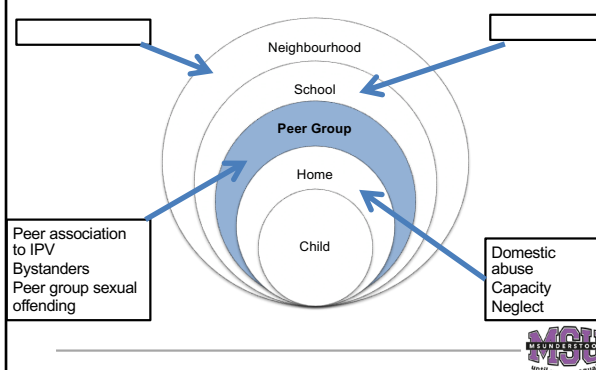 Neighbourhood
School
Peer Group
Home
Child
Peer association
to IPV
Bystanders
Peer group sexual
offending
Domestic
abuse
Capacity
Neglect
MSU
MSUNDERSTOOD